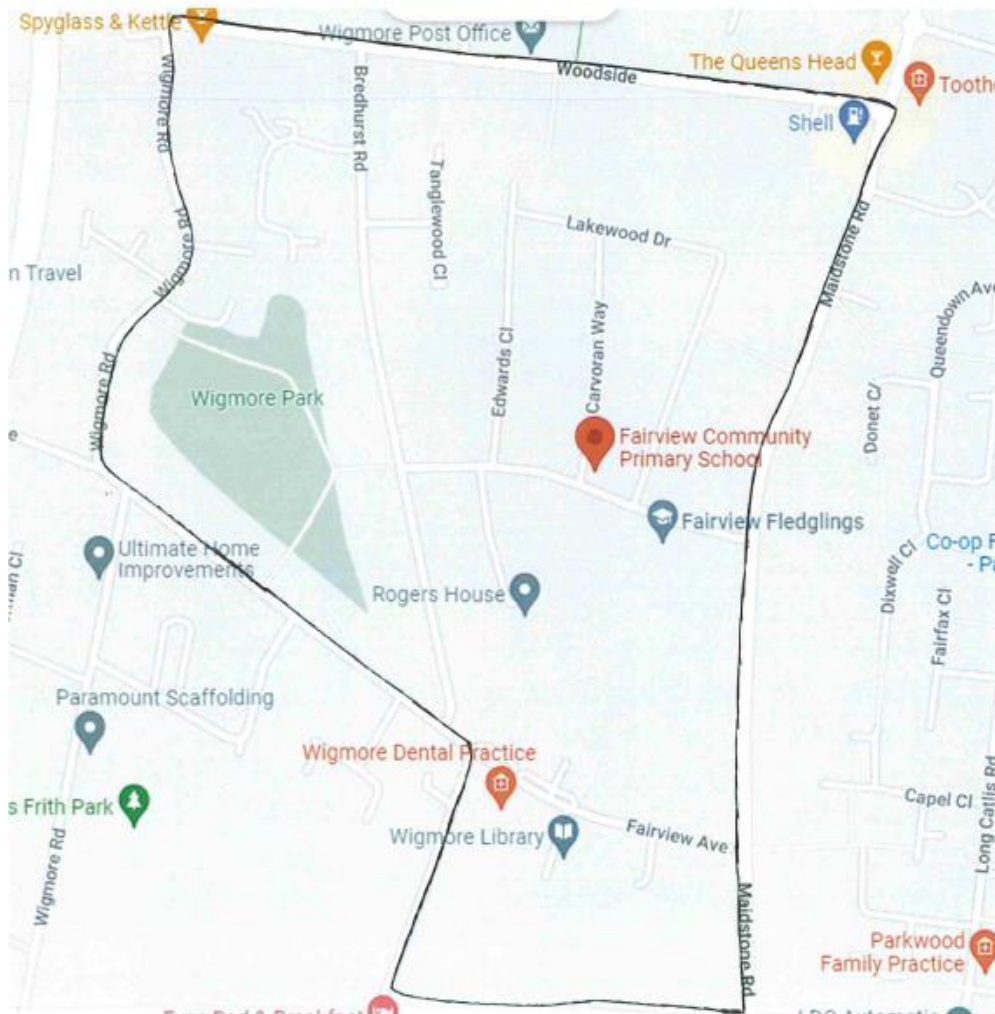 Spyglass & Kettle
Wigmore Post Office
Woodside
The Queens Head
Shell
Wigmore Rd
Bredhurst Rd
Tanglewood Cl
Lakewood Dr
Maidstone Rd
Wigmore Rd
n Travel
Queendown Ave
Edwards Cl
Carvoran Way
Wigmore Rd
Wigmore Park
Donet C/
Fairview Community
Primary School
e
Fairview Fledglings
Ultimate Home
Improvements
Co-op F
- Pa
Dixwell Cl
Rogers House
Fairfax Cl
Paramount Scaffolding
Wigmore Dental Practice
s Frith Park
Wigmore Library
Fairview Ave
Capel Cl
Long Catlis Rd
Wigmore Rd
Maidstone Rd
Parkwood
Family Practice